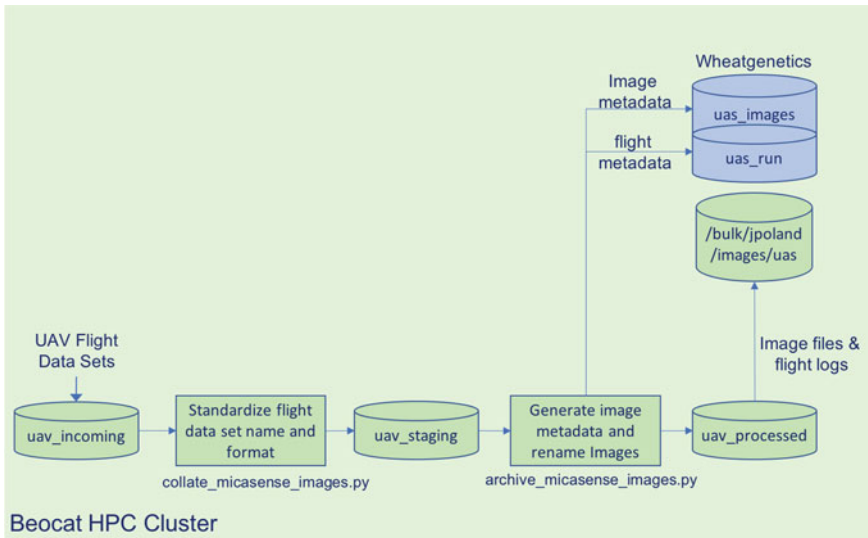 Wheatgenetics
Image
metadata
uas_images
flight
metadata
uas_run
/bulk/jpoland
/images/uas
UAV Flight
Data Sets
Image files &
flight logs
uav_incoming
Standardize flight
data set name and
format
uav_staging
Generate image
metadata and
rename Images
uav_processed
collate_micasense_images.py
archive_micasense_images.py
Beocat HPC Cluster